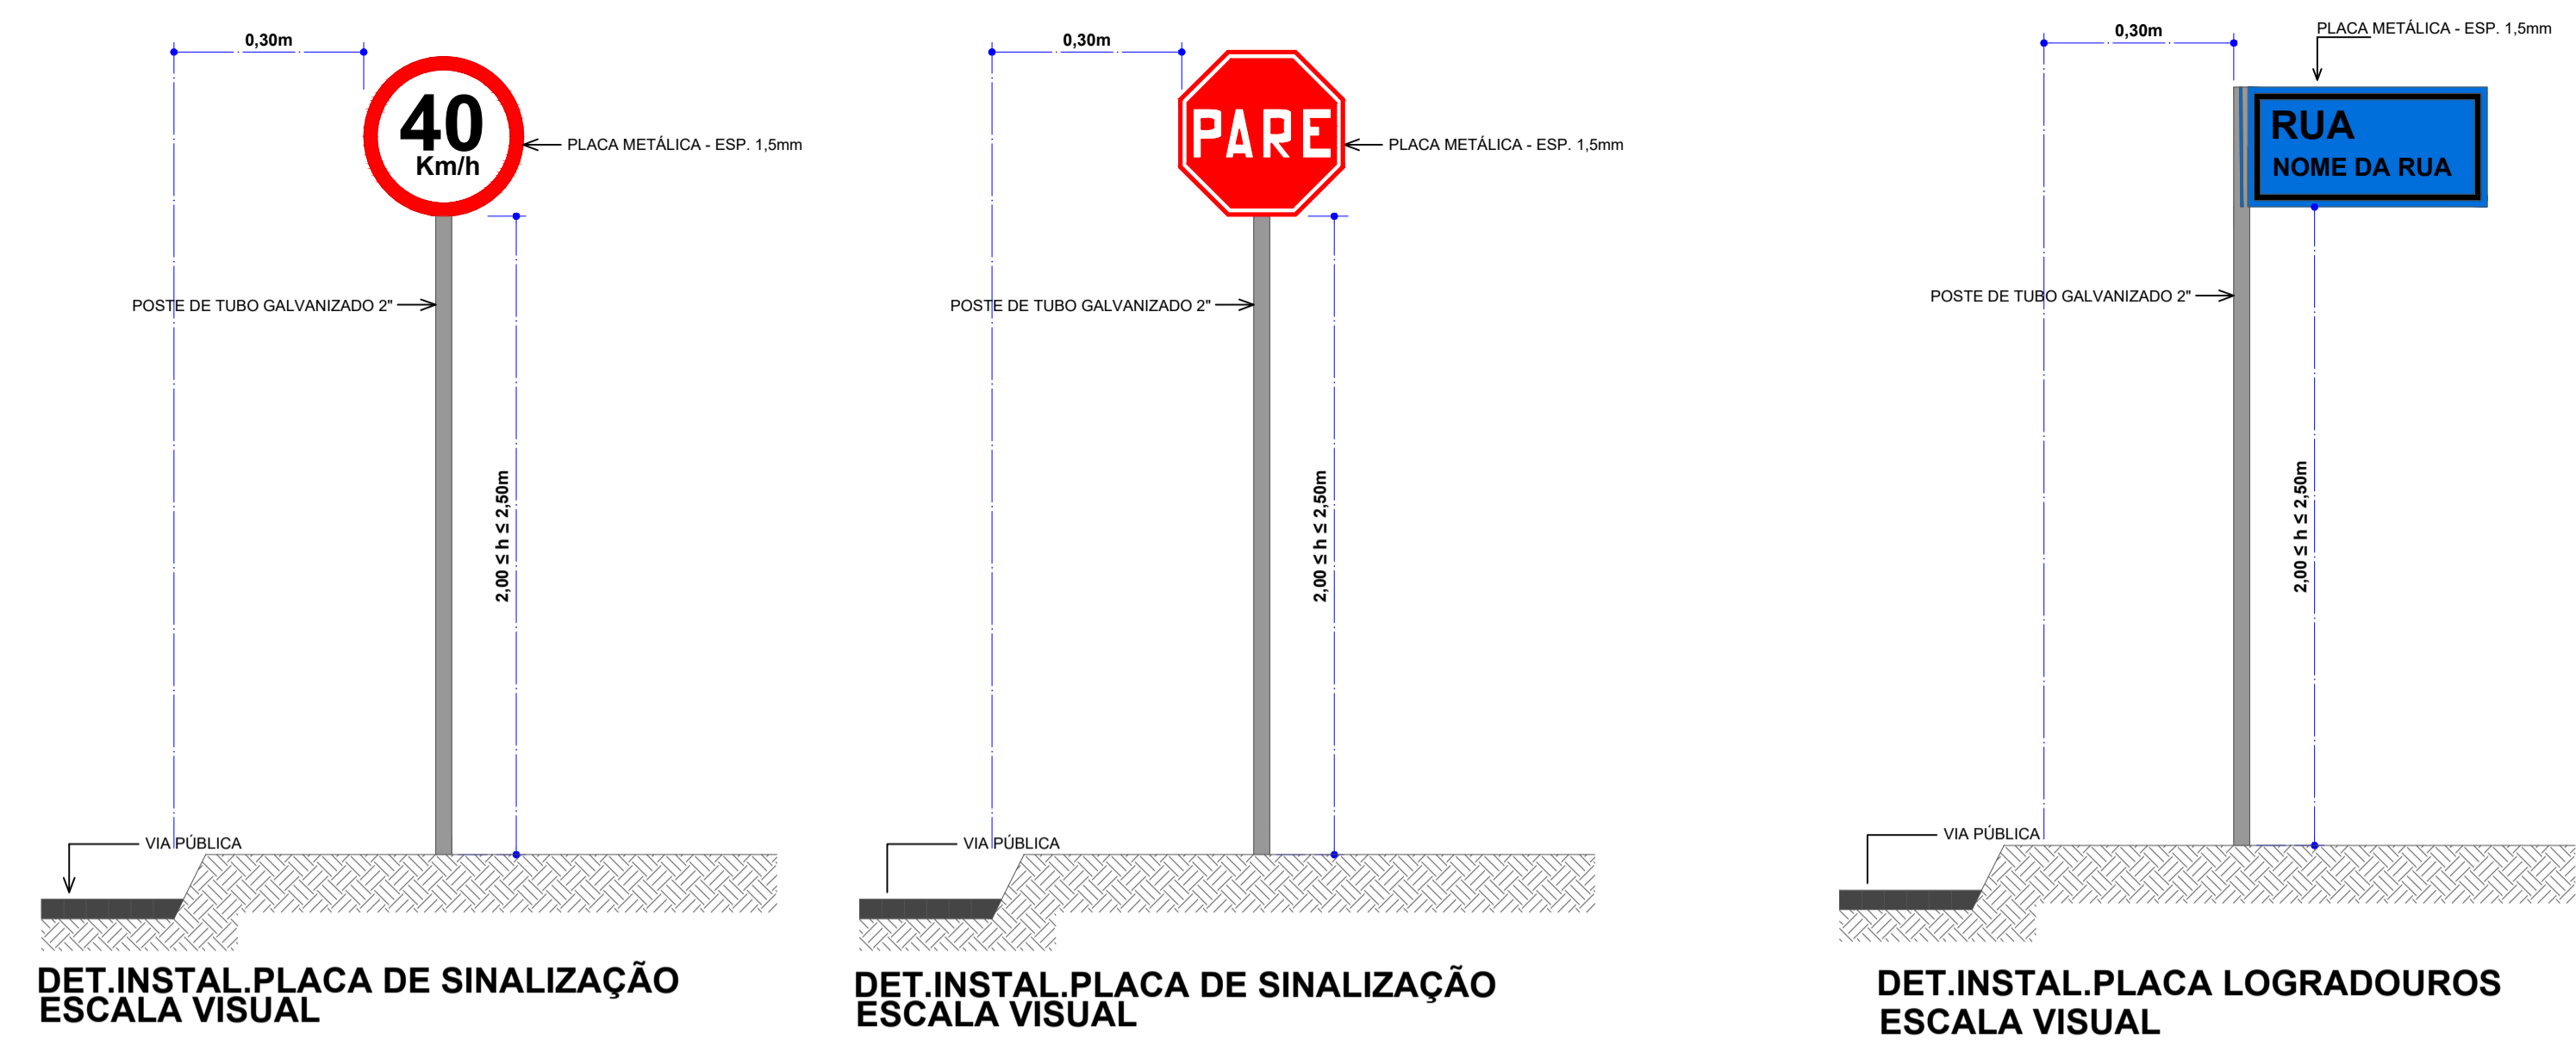 0,30m
40
Km/h
PLACA METÁLICA - ESP. 1,5mm
POSTE DE TUBO GALVANIZADO 2"
2,00 ≤ h ≤ 2,50m
VIA PÚBLICA
DET.INSTAL.PLACA DE SINALIZAÇÃO
ESCALA VISUAL
0,30m
PARE
PLACA METÁLICA - ESP. 1,5mm
POSTE DE TUBO GALVANIZADO 2"
2,00 ≤ h ≤ 2,50m
VIA PÚBLICA
DET.INSTAL.PLACA DE SINALIZAÇÃO
ESCALA VISUAL
PLACA METÁLICA - ESP. 1,5mm
0,30m
RUA
NOME DA RUA
POSTE DE TUBO GALVANIZADO 2"
2,00 ≤ h ≤ 2,50m
VIA PÚBLICA
DET.INSTAL.PLACA LOGRADOUROS
ESCALA VISUAL